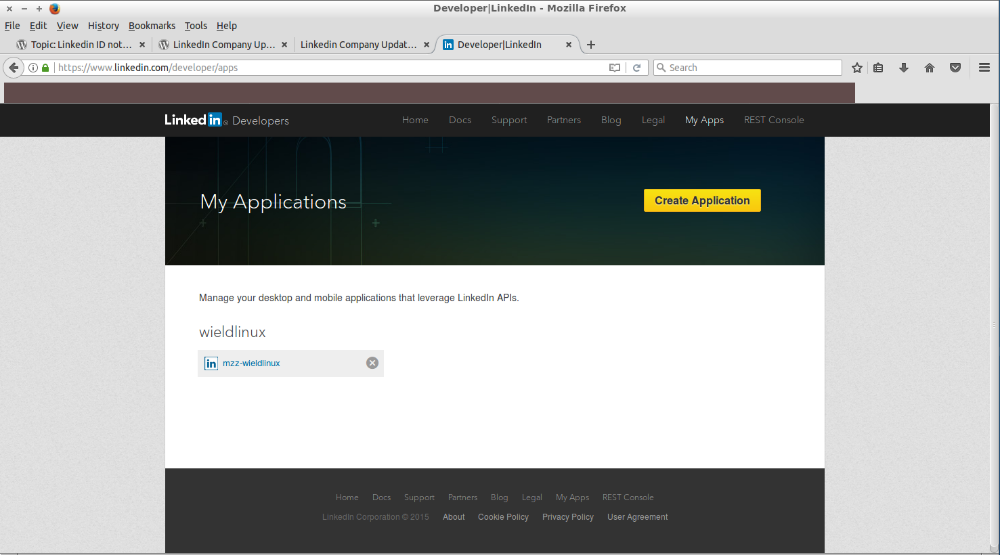 Developer|LinkedIn - Mozilla Firefox
File Edit View History Bookmarks Tools Help
Topic: Linkedin ID not... LinkedIn Company Up... Linkedin Company Updat... Developer|LinkedIn
https://www.linkedin.com/developer/apps Search
Linked in Developers Home Docs Support Partners Blog Legal My Apps REST Console
My Applications Create Application
Manage your desktop and mobile applications that leverage LinkedIn APIs.
wieldlinux
in mzz-wieldlinux
Home Docs Support Partners Blog Legal My Apps REST Console
LinkedIn Corporation © 2015 About Cookie Policy Privacy Policy User Agreement